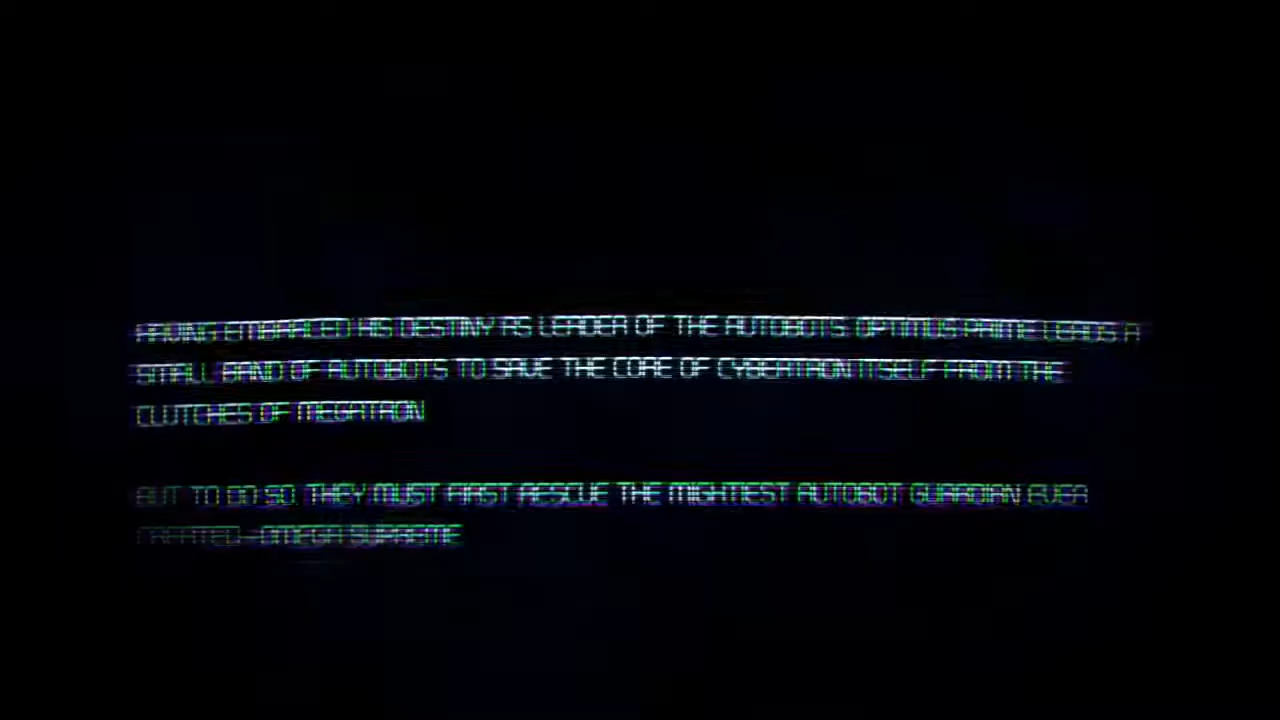 HAVING EMBRACED HIS DESTINY AS LEADER OF THE AUTOBOTS OPTIMUS PRIME LEADS A
SMALL BAND OF AUTOBOTS TO SAVE THE CORE OF CYBERTRON ITSELF FROM THE
CLUTCHES OF MEGATRON
BUT TO DO SO, THEY MUST FIRST RESCUE THE MIGHTIEST AUTOBOT GUARDIAN EVER
CREATED-OMEGA SUPREME